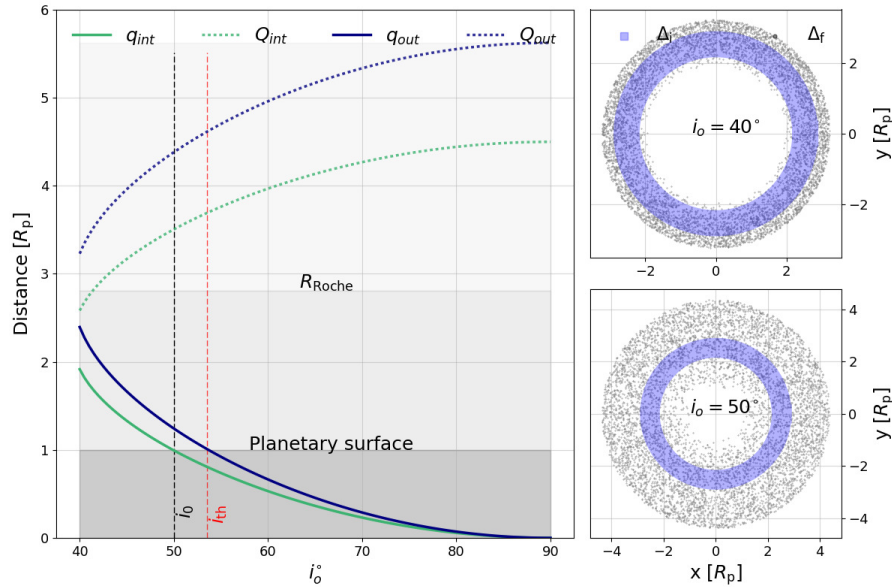 q_int Q_int q_out Q_out
6
5
4
3
2
1
0
Distance [R_p]
R_Roche
Planetary surface
i_0
i_th
40 50 60 70 80 90
i_o^°
Δ_i Δ_f
i_o = 40°
2
0
−2
y [R_p]
−2 0 2
i_o = 50°
4
2
0
−2
−4
y [R_p]
−4 −2 0 2 4
x [R_p]